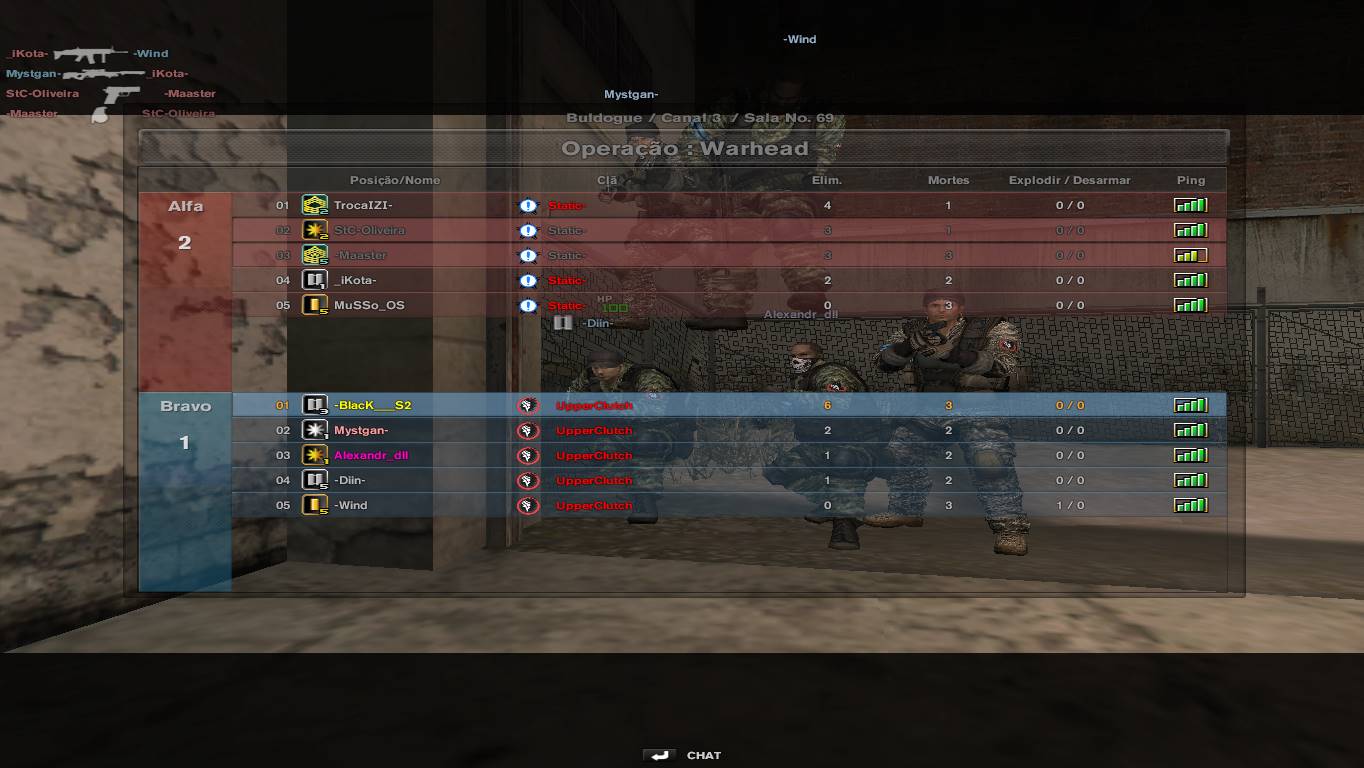 -Wind
_iKota- -Wind
Mystgan- _iKota-
StC-Oliveira -Maaster
-Maaster StC-Oliveira
Mystgan-
Buldogue / Canal 3 / Sala No. 69
Operação : Warhead
Posição/Nome Clã Elim. Mortes Explodir / Desarmar Ping
Alfa
2
01 TrocaIZI- Static- 4 1 0 / 0
02 StC-Oliveira Static- 3 1 0 / 0
03 -Maaster Static- 3 3 0 / 0
04 _iKota- Static- 2 2 0 / 0
05 MuSSo_OS Static- 0 3 0 / 0
HP 100
-Diin-
Alexandr_dll
Bravo
1
01 -BlacK___S2 UpperClutch 6 3 0 / 0
02 Mystgan- UpperClutch 2 2 0 / 0
03 Alexandr_dll UpperClutch 1 2 0 / 0
04 -Diin- UpperClutch 1 2 0 / 0
05 -Wind UpperClutch 0 3 1 / 0
CHAT